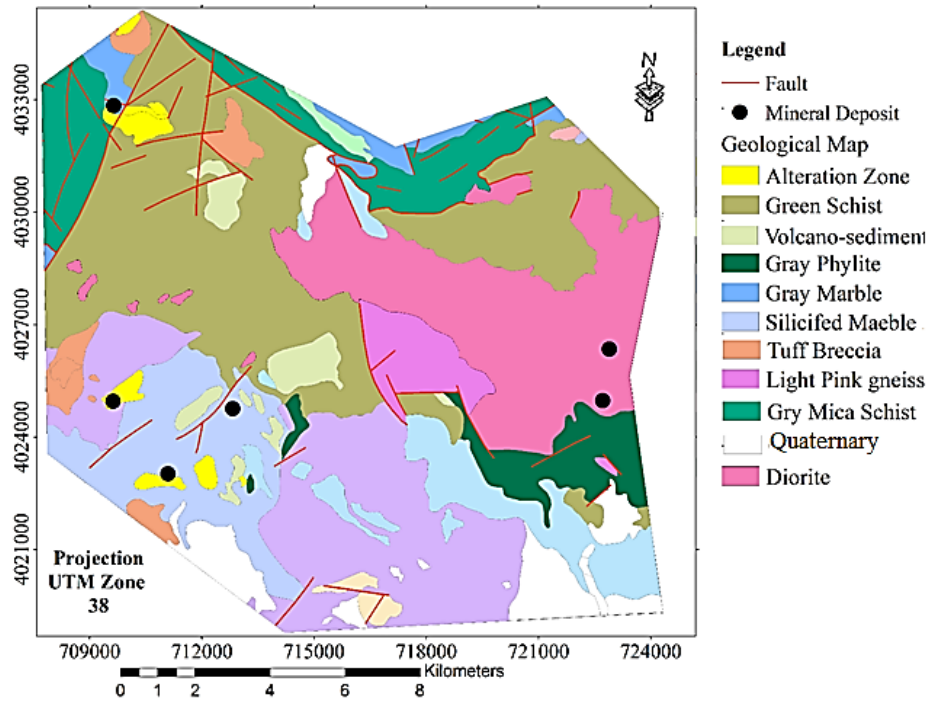 N
Legend
Fault
Mineral Deposit
Geological Map
Alteration Zone
Green Schist
Volcano-sediment
Gray Phylite
Gray Marble
Silicifed Maeble
Tuff Breccia
Light Pink gneiss
Gry Mica Schist
Quaternary
Diorite
4033000
4030000
4027000
4024000
4021000
Projection
UTM Zone
38
709000 712000 715000 718000 721000 724000
Kilometers
0 1 2 4 6 8